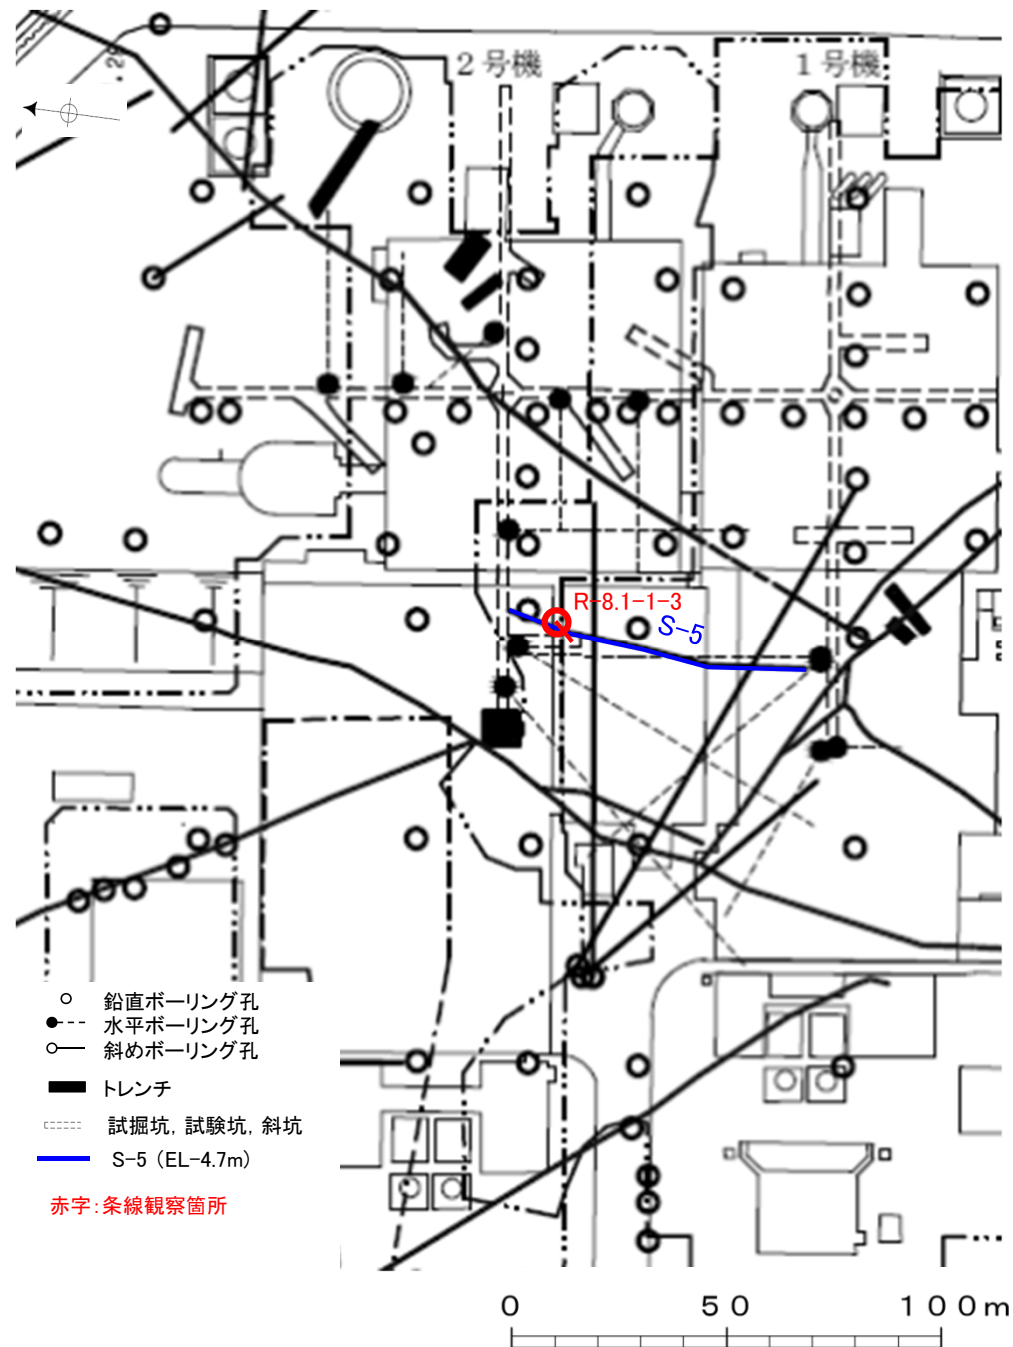 ２号機
１号機
R-8.1-1-3
S-5
鉛直ボーリング孔
水平ボーリング孔
斜めボーリング孔
トレンチ
試掘坑, 試験坑, 斜坑
S-5 (EL-4.7m)
赤字：条線観察箇所
0 50 100m